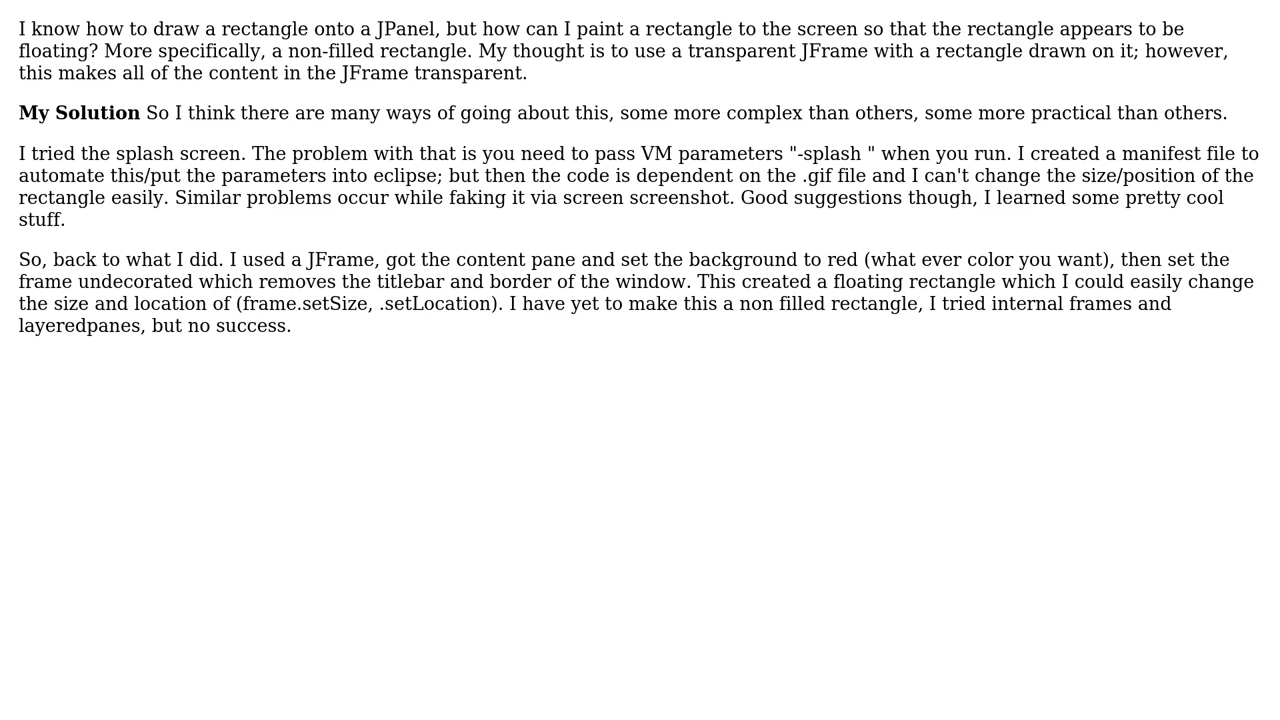 I know how to draw a rectangle onto a JPanel, but how can I paint a rectangle to the screen so that the rectangle appears to be
floating? More specifically, a non-filled rectangle. My thought is to use a transparent JFrame with a rectangle drawn on it; however,
this makes all of the content in the JFrame transparent.
My Solution So I think there are many ways of going about this, some more complex than others, some more practical than others.
I tried the splash screen. The problem with that is you need to pass VM parameters "-splash " when you run. I created a manifest file to
automate this/put the parameters into eclipse; but then the code is dependent on the .gif file and I can't change the size/position of the
rectangle easily. Similar problems occur while faking it via screen screenshot. Good suggestions though, I learned some pretty cool
stuff.
So, back to what I did. I used a JFrame, got the content pane and set the background to red (what ever color you want), then set the
frame undecorated which removes the titlebar and border of the window. This created a floating rectangle which I could easily change
the size and location of (frame.setSize, .setLocation). I have yet to make this a non filled rectangle, I tried internal frames and
layeredpanes, but no success.